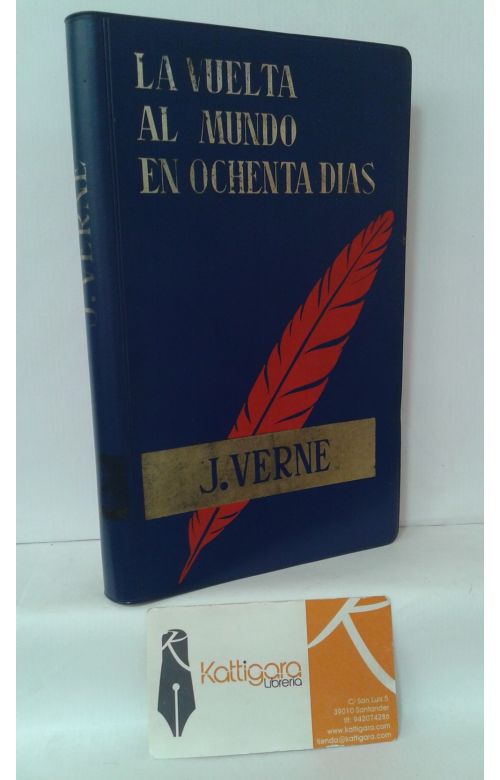 LA VUELTA
AL MUNDO
EN OCHENTA DIAS
J. VERNE
J. VERNE
Kattigara
Librería
C/ San Luis 5
39010 Santander
tlf: 942074286
www.kattigara.com
tienda@kattigara.com